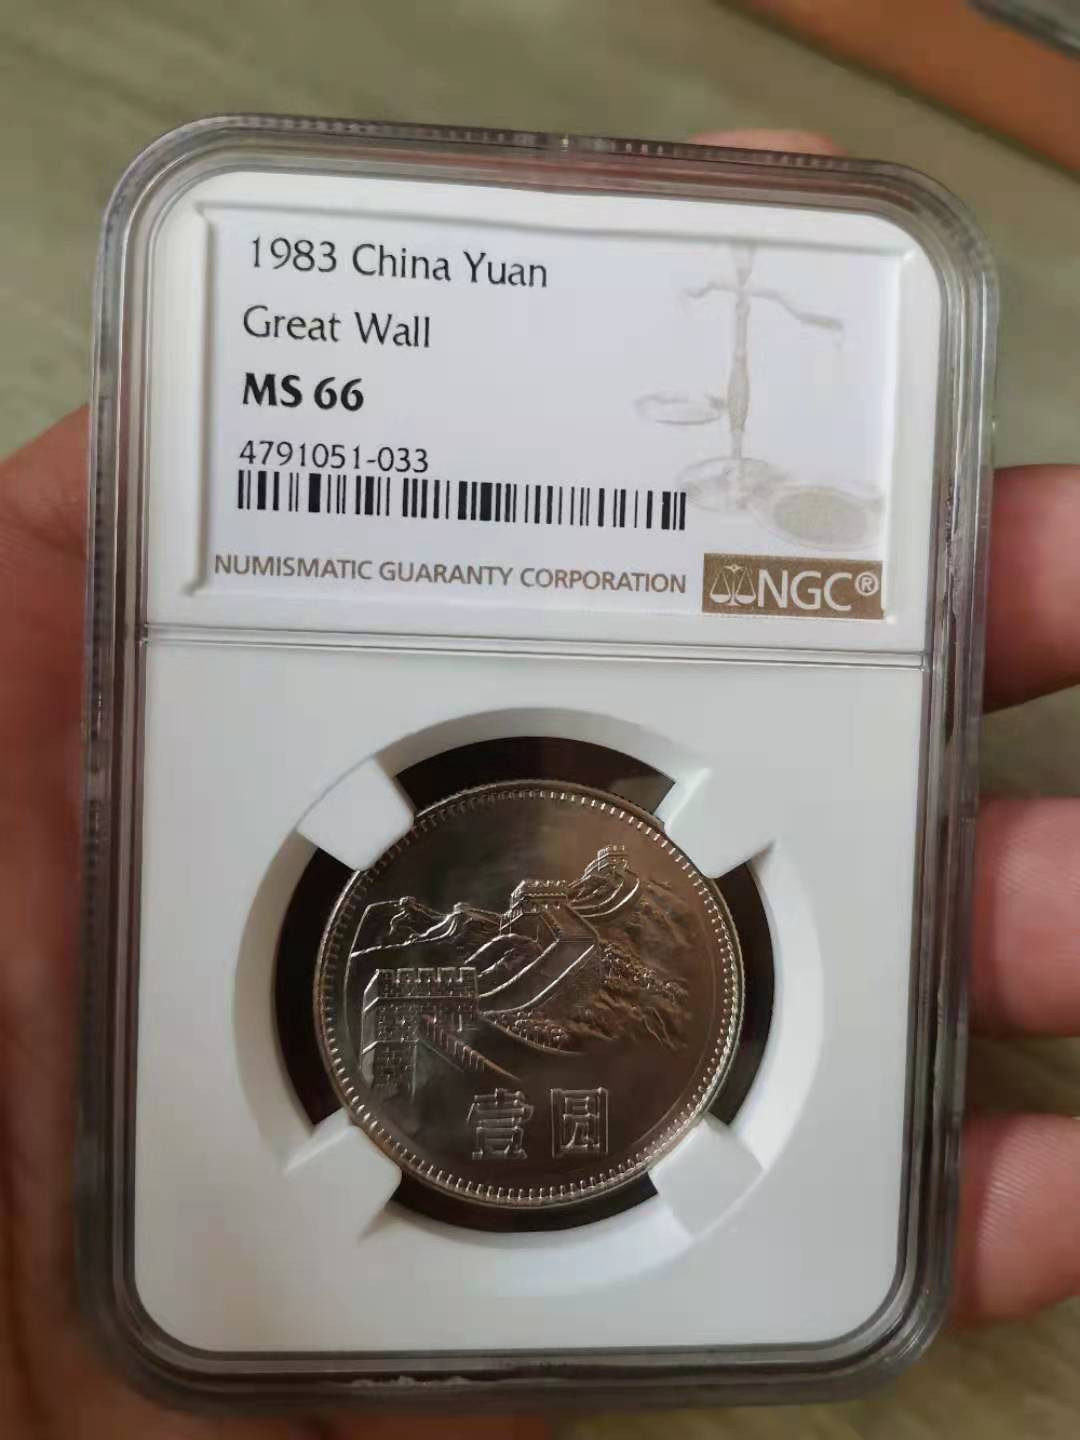 1983 China Yuan
Great Wall
MS 66
4791051-033
NUMISMATIC GUARANTY CORPORATION NGC®
壹圆